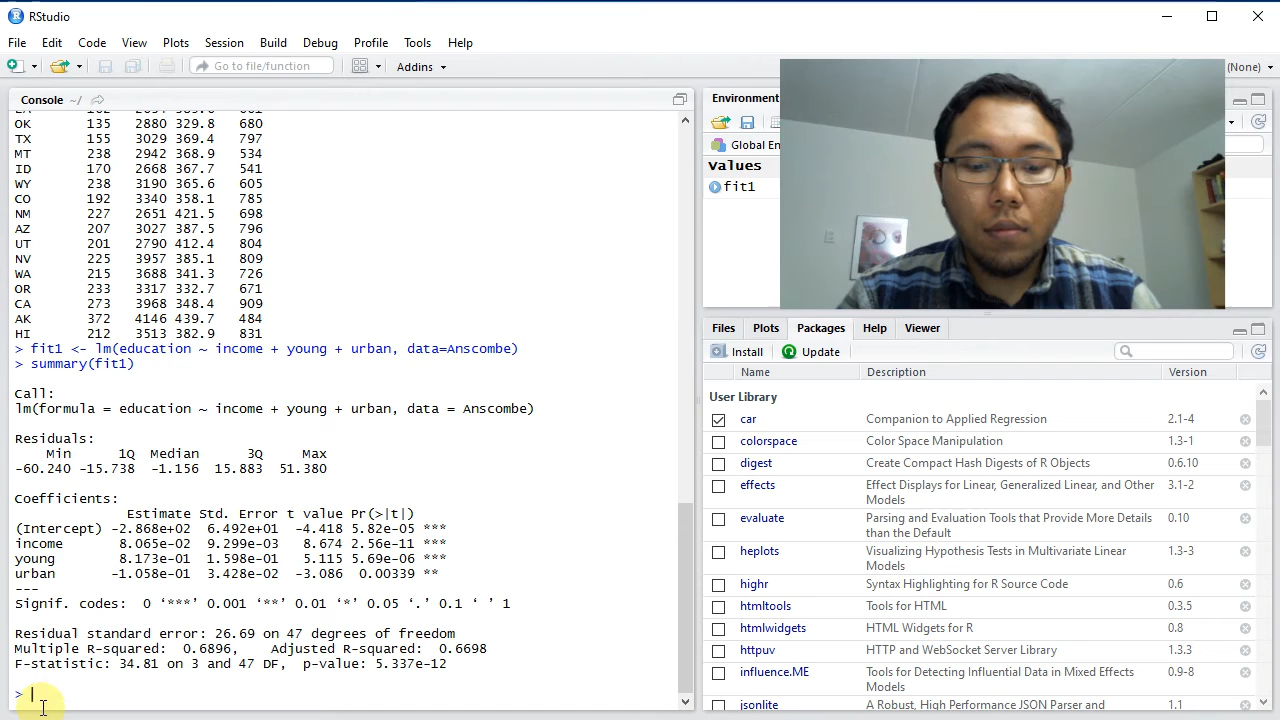 RStudio
File Edit Code View Plots Session Build Debug Profile Tools Help
Go to file/function Addins (None)
Console ~/
OK 135 2880 329.8 680
TX 155 3029 369.4 797
MT 238 2942 368.9 534
ID 170 2668 367.7 541
WY 238 3190 365.6 605
CO 192 3340 358.1 785
NM 227 2651 421.5 698
AZ 207 3027 387.5 796
UT 201 2790 412.4 804
NV 225 3957 385.1 809
WA 215 3688 341.3 726
OR 233 3317 332.7 671
CA 273 3968 348.4 909
AK 372 4146 439.7 484
HI 212 3513 382.9 831
> fit1 <- lm(education ~ income + young + urban, data=Anscombe)
> summary(fit1)
Call:
lm(formula = education ~ income + young + urban, data = Anscombe)
Residuals:
Min 1Q Median 3Q Max
-60.240 -15.738 -1.156 15.883 51.380
Coefficients:
Estimate Std. Error t value Pr(>|t|)
(Intercept) -2.868e+02 6.492e+01 -4.418 5.82e-05 ***
income 8.065e-02 9.299e-03 8.674 2.56e-11 ***
young 8.173e-01 1.598e-01 5.115 5.69e-06 ***
urban -1.058e-01 3.428e-02 -3.086 0.00339 **
---
Signif. codes: 0 ‘***’ 0.001 ‘**’ 0.01 ‘*’ 0.05 ‘.’ 0.1 ‘ ’ 1
Residual standard error: 26.69 on 47 degrees of freedom
Multiple R-squared: 0.6896, Adjusted R-squared: 0.6698
F-statistic: 34.81 on 3 and 47 DF, p-value: 5.337e-12
>
Environment
Global En
values
fit1
Files Plots Packages Help Viewer
Install Update
Name Description Version
User Library
car Companion to Applied Regression 2.1-4
colorspace Color Space Manipulation 1.3-1
digest Create Compact Hash Digests of R Objects 0.6.10
effects Effect Displays for Linear, Generalized Linear, and Other 3.1-2
Models
evaluate Parsing and Evaluation Tools that Provide More Details 0.10
than the Default
heplots Visualizing Hypothesis Tests in Multivariate Linear 1.3-3
Models
highr Syntax Highlighting for R Source Code 0.6
htmltools Tools for HTML 0.3.5
htmlwidgets HTML Widgets for R 0.8
httpuv HTTP and WebSocket Server Library 1.3.3
influence.ME Tools for Detecting Influential Data in Mixed Effects 0.9-8
Models
jsonlite A Robust, High Performance JSON Parser and 1.1